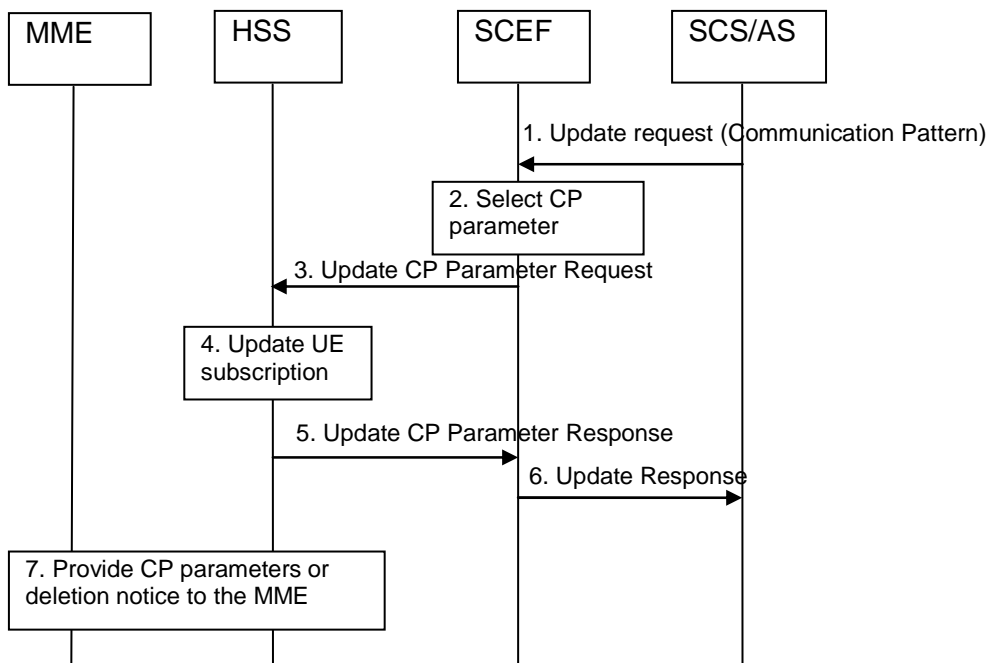 MME
HSS
SCEF
SCS/AS
1. Update request (Communication Pattern)
2. Select CP
parameter
3. Update CP Parameter Request
4. Update UE
subscription
5. Update CP Parameter Response
6. Update Response
7. Provide CP parameters or
deletion notice to the MME